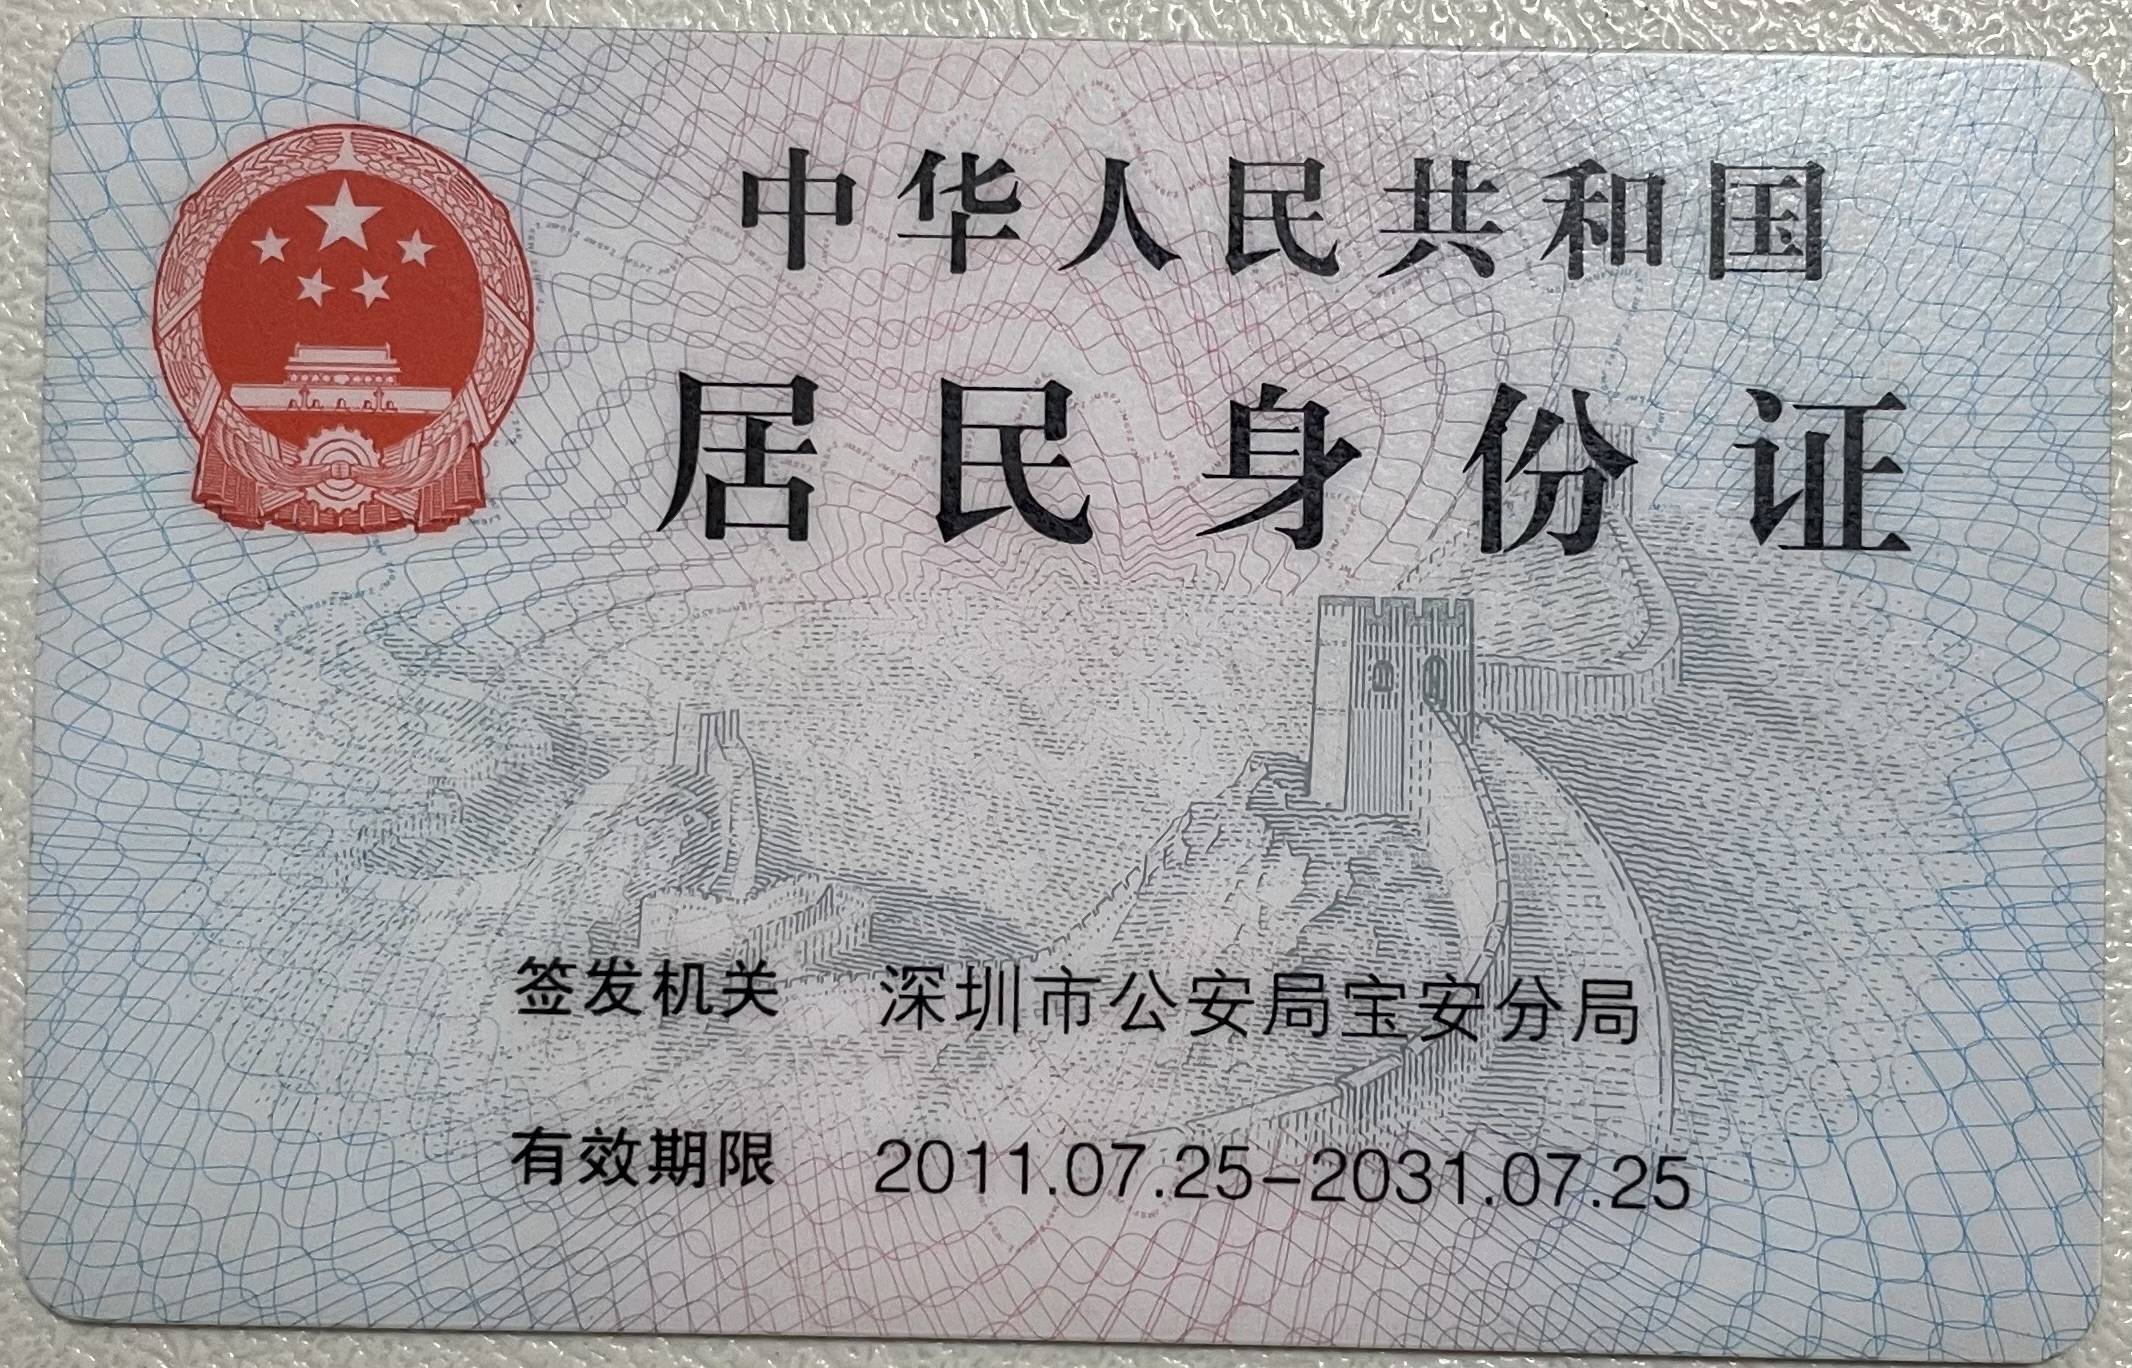 中华人民共和国
居民身份证
签发机关 深圳市公安局宝安分局
有效期限 2011.07.25-2031.07.25